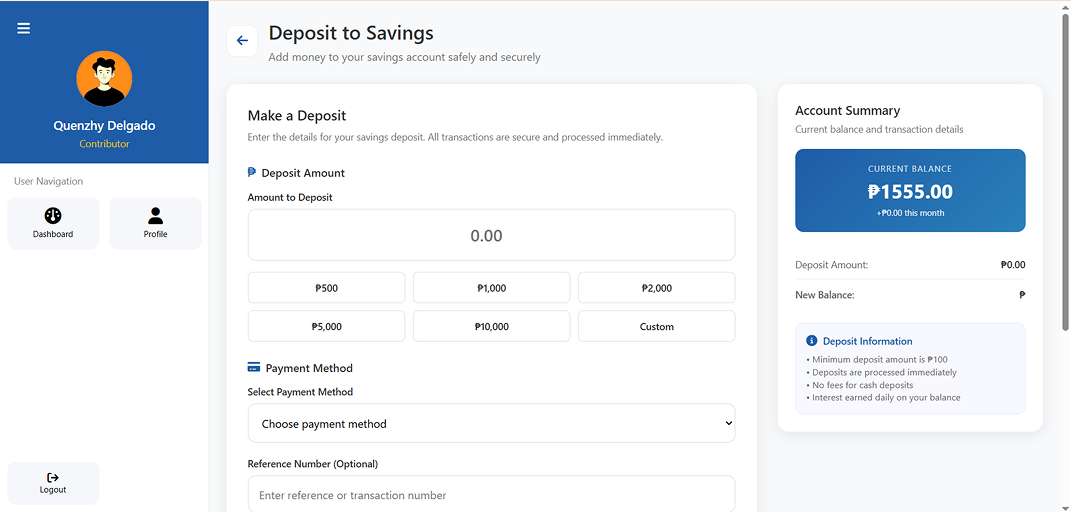 Quenzhy Delgado
Contributor
User Navigation
Dashboard
Profile
Logout
Deposit to Savings
Add money to your savings account safely and securely
Make a Deposit
Enter the details for your savings deposit. All transactions are secure and processed immediately.
₱ Deposit Amount
Amount to Deposit
0.00
₱500
₱1,000
₱2,000
₱5,000
₱10,000
Custom
Payment Method
Select Payment Method
Choose payment method
Reference Number (Optional)
Enter reference or transaction number
Account Summary
Current balance and transaction details
CURRENT BALANCE
₱1555.00
+₱0.00 this month
Deposit Amount: ₱0.00
New Balance: ₱
Deposit Information
• Minimum deposit amount is ₱100
• Deposits are processed immediately
• No fees for cash deposits
• Interest earned daily on your balance